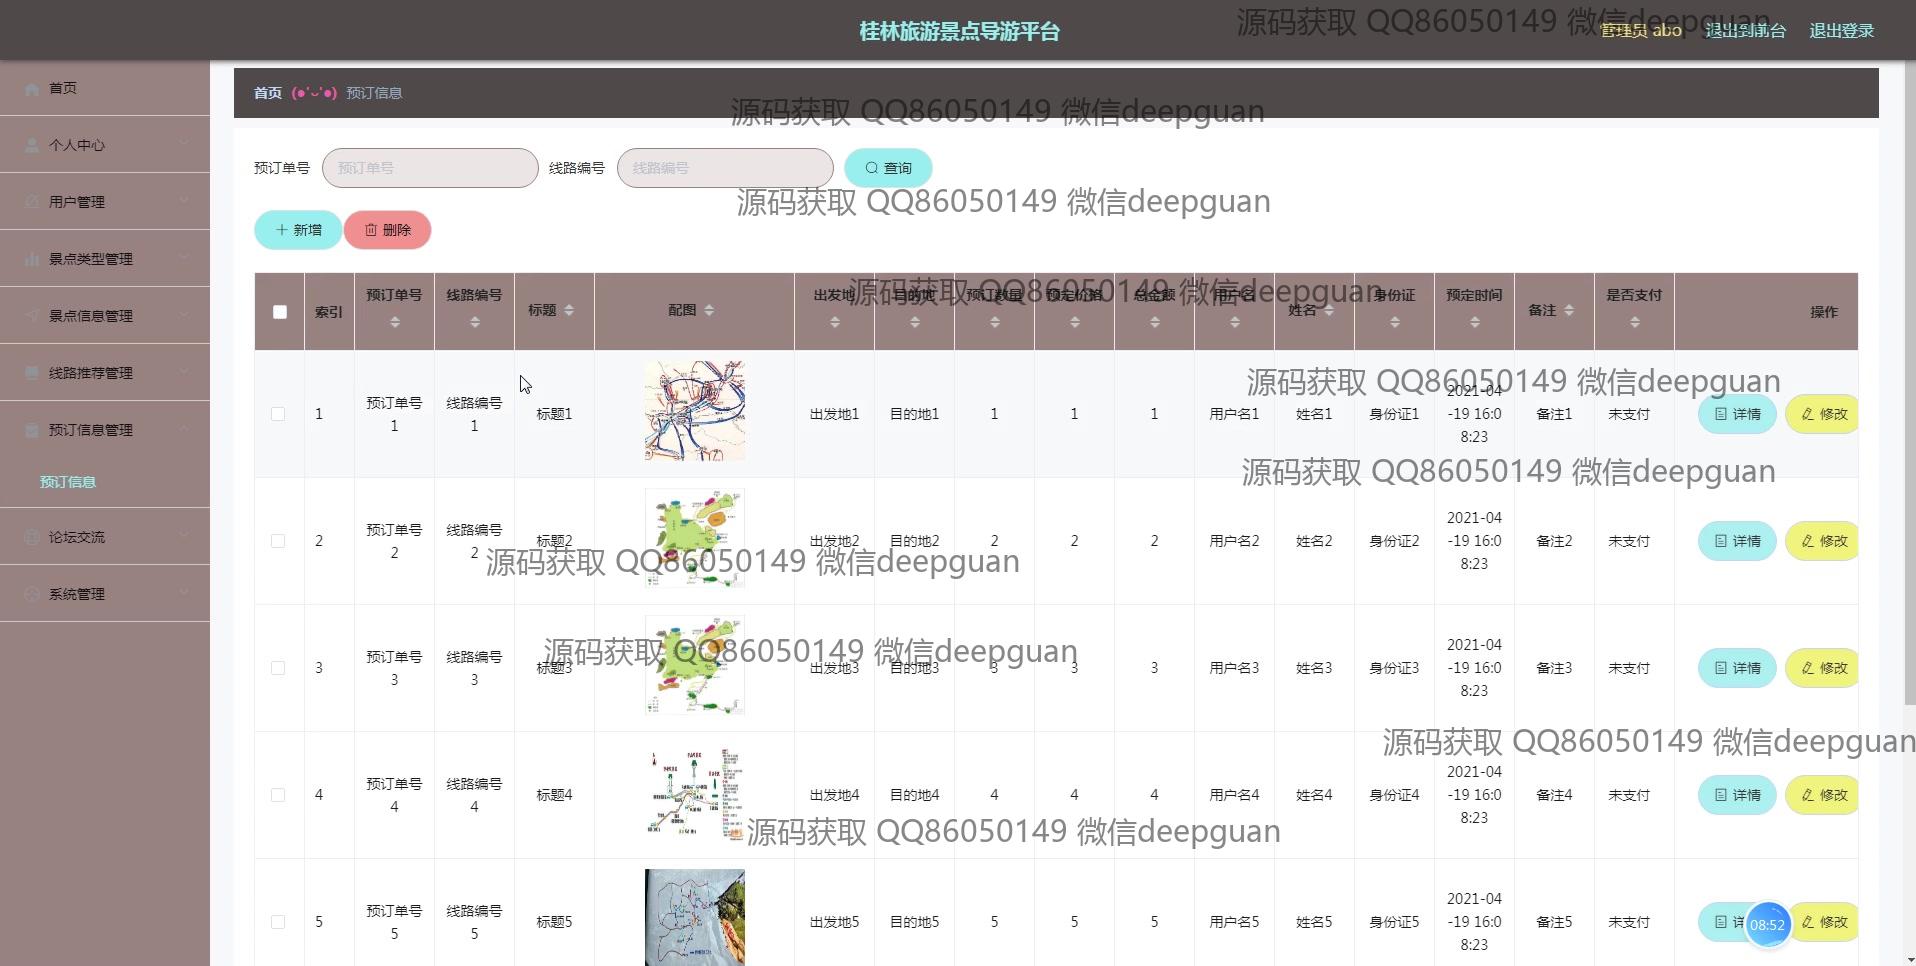 桂林旅游景点导游平台
源码获取 QQ86050149 微信deepguan
管理员 abo
退出到前台
退出登录
首页
个人中心
用户管理
景点类型管理
景点信息管理
线路推荐管理
预订信息管理
预订信息
论坛交流
系统管理
首页 (●'◡'●) 预订信息
源码获取 QQ86050149 微信deepguan
预订单号 预订单号 线路编号 线路编号 查询
源码获取 QQ86050149 微信deepguan
新增 删除
源码获取 QQ86050149 微信deepguan
索引 预订单号 线路编号 标题 配图 出发地 目的地 预订数量 预定价格 总金额 用户名 姓名 身份证 预定时间 备注 是否支付 操作
源码获取 QQ86050149 微信deepguan
1 预订单号1 线路编号1 标题1 出发地1 目的地1 1 1 1 用户名1 姓名1 身份证1 2021-04-19 16:08:23 备注1 未支付 详情 修改
源码获取 QQ86050149 微信deepguan
2 预订单号2 线路编号2 标题2 出发地2 目的地2 2 2 2 用户名2 姓名2 身份证2 2021-04-19 16:08:23 备注2 未支付 详情 修改
源码获取 QQ86050149 微信deepguan
源码获取 QQ86050149 微信deepguan
3 预订单号3 线路编号3 标题3 出发地3 目的地3 3 3 3 用户名3 姓名3 身份证3 2021-04-19 16:08:23 备注3 未支付 详情 修改
源码获取 QQ86050149 微信deepguan
4 预订单号4 线路编号4 标题4 出发地4 目的地4 4 4 4 用户名4 姓名4 身份证4 2021-04-19 16:08:23 备注4 未支付 详情 修改
源码获取 QQ86050149 微信deepguan
5 预订单号5 线路编号5 标题5 出发地5 目的地5 5 5 5 用户名5 姓名5 身份证5 2021-04-19 16:08:23 备注5 未支付 详 修改
08:52